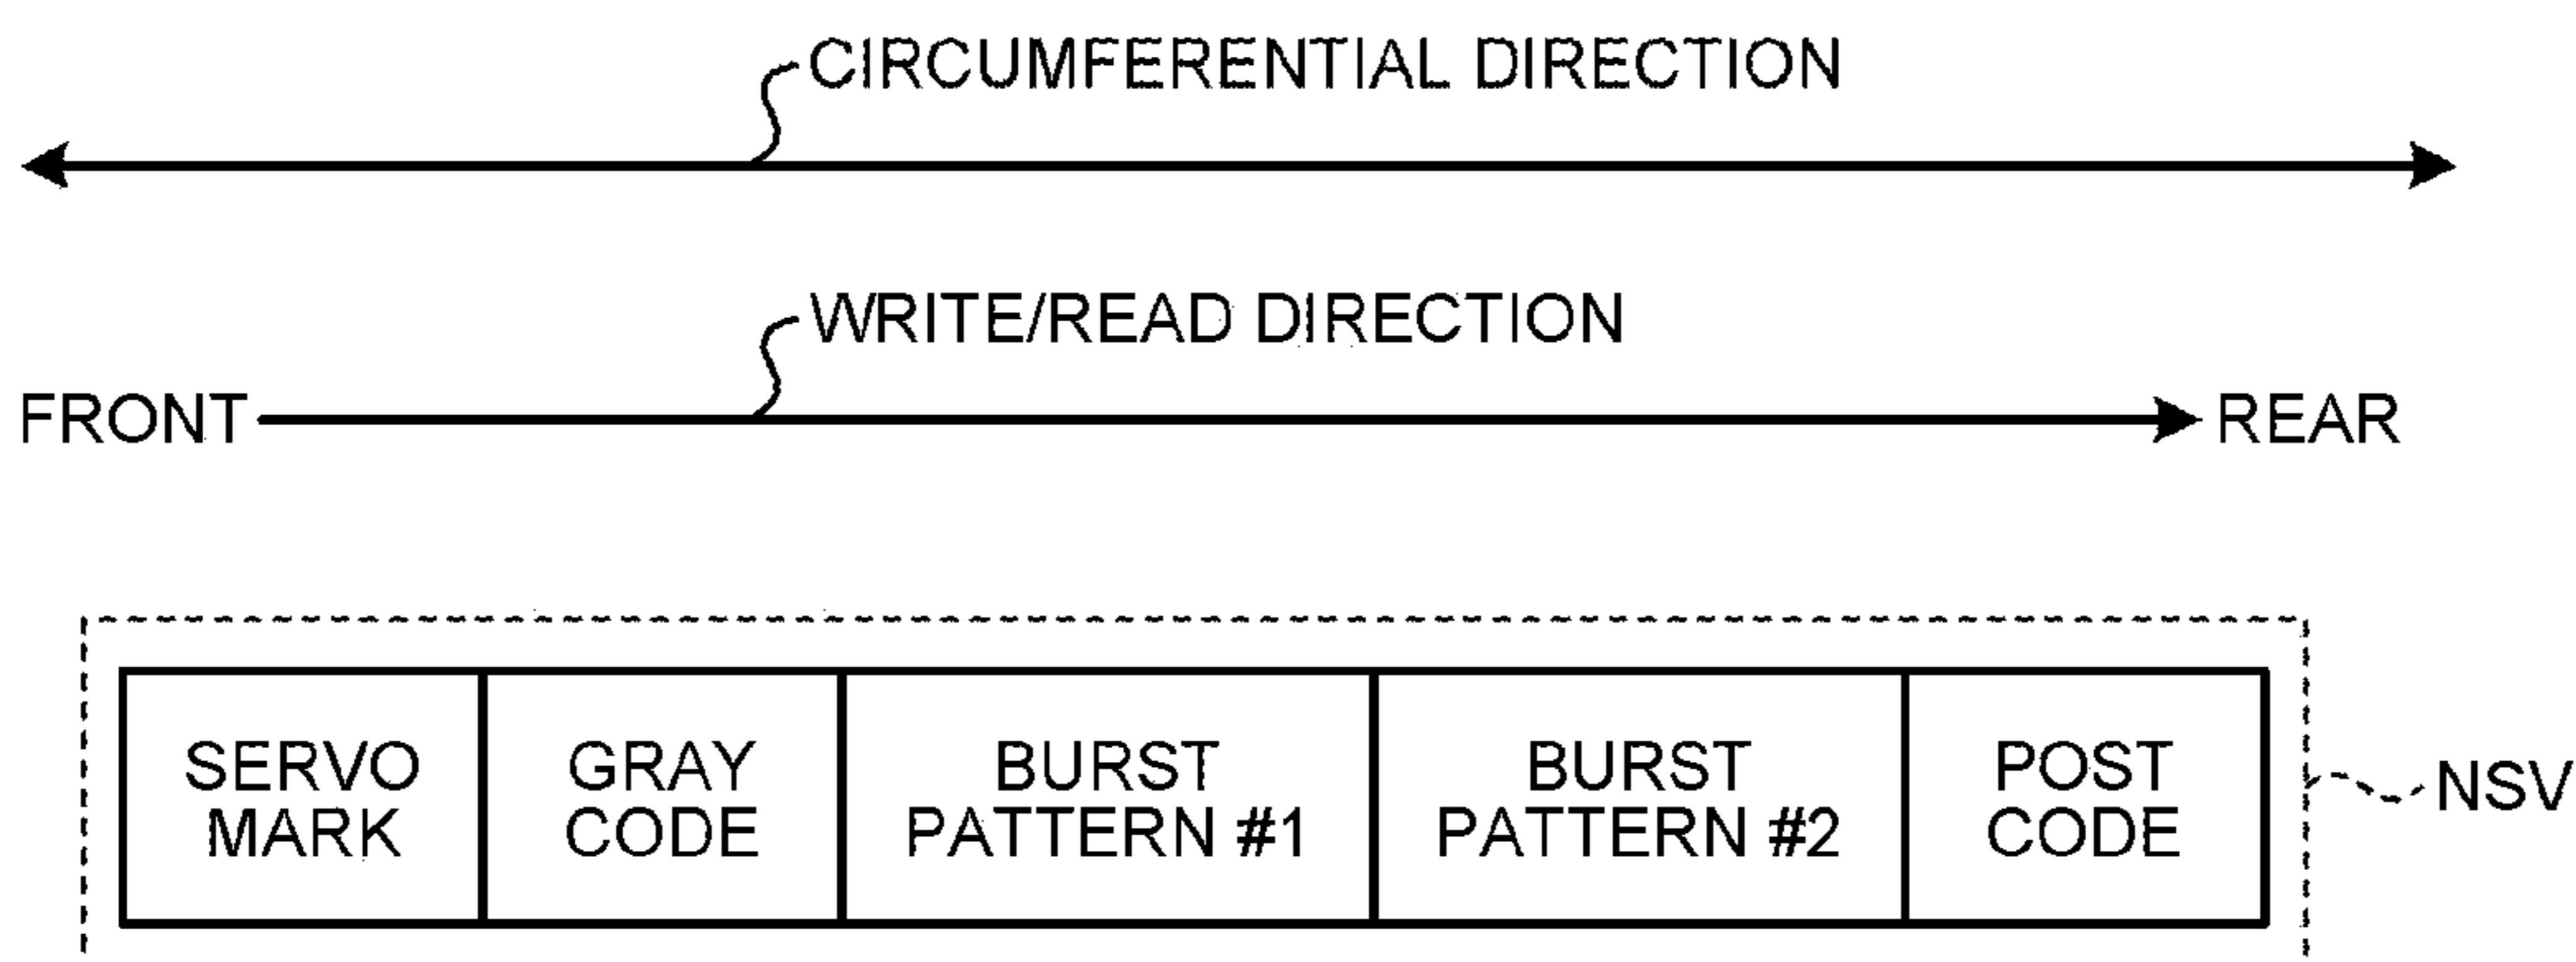 CIRCUMFERENTIAL DIRECTION
WRITE/READ DIRECTION
FRONT
REAR
SERVO
MARK
GRAY
CODE
BURST
PATTERN #1
BURST
PATTERN #2
POST
CODE
NSV